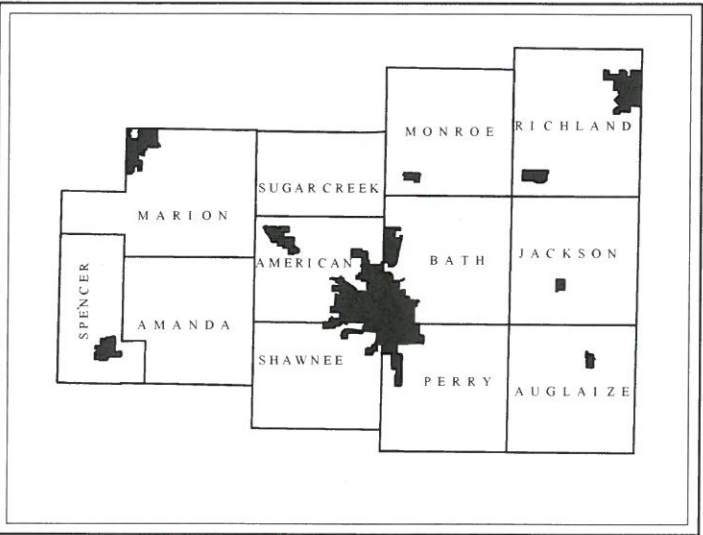 MONROE
RICHLAND
SUGAR CREEK
MARION
AMERICAN
BATH
JACKSON
SPENCER
AMANDA
SHAWNEE
PERRY
AUGLAIZE